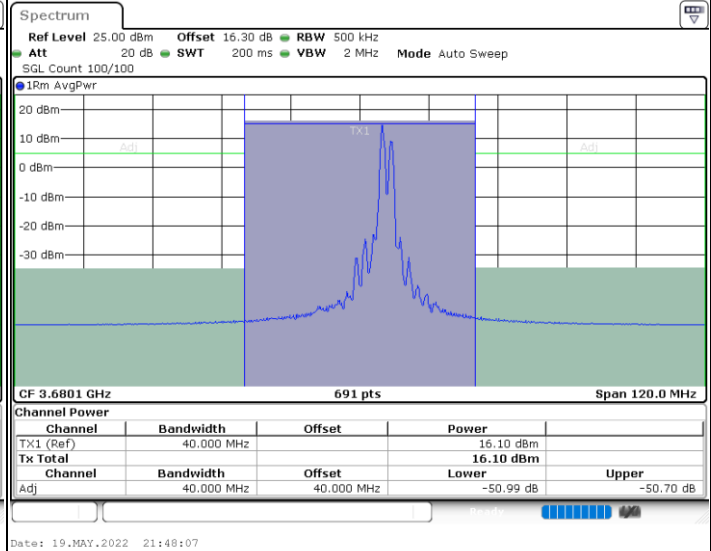 Spectrum
Ref Level 25.00 dBm Offset 16.30 dB RBW 500 kHz
Att 20 dB SWT 200 ms VBW 2 MHz Mode Auto Sweep
SGL Count 100/100
1Rm AvgPwr
20 dBm
TX1
10 dBm
Adj Adj
0 dBm
-10 dBm
-20 dBm
-30 dBm
CF 3.6801 GHz 691 pts Span 120.0 MHz
Channel Power
Channel Bandwidth Offset Power
TX1 (Ref) 40.000 MHz 16.10 dBm
Tx Total 16.10 dBm
Channel Bandwidth Offset Lower Upper
Adj 40.000 MHz 40.000 MHz -50.99 dB -50.70 dB
Ready
Date: 19.MAY.2022 21:48:07